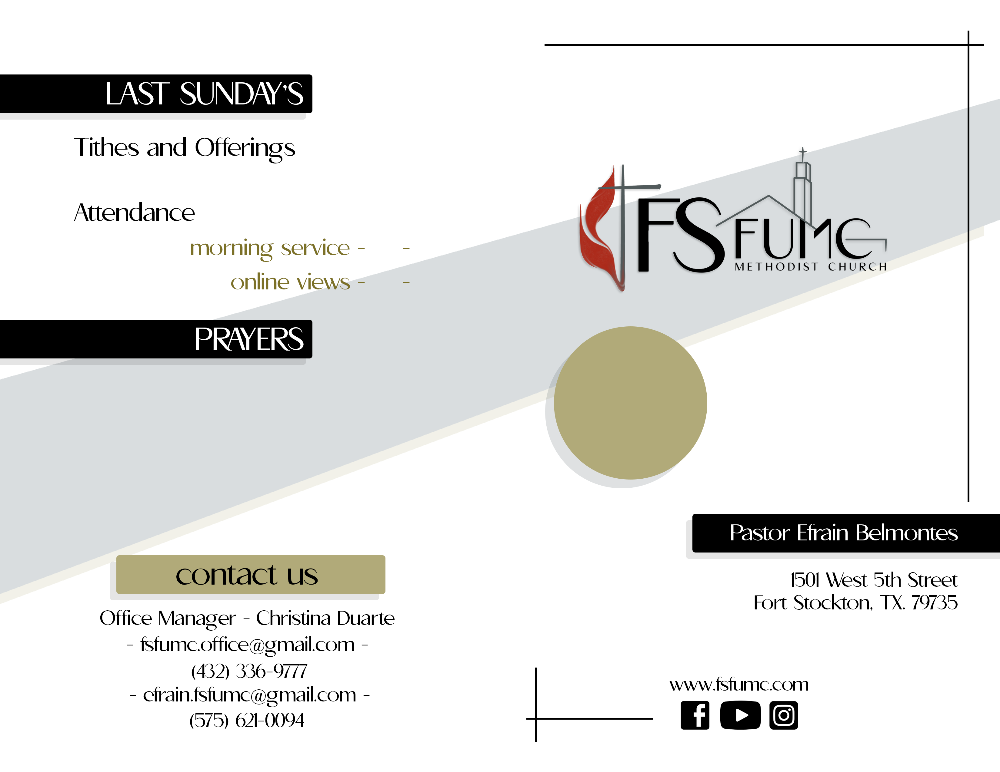 LAST SUNDAY'S
Tithes and Offerings
Attendance
morning service - -
online views - -
PRAYERS
contact us
Office Manager - Christina Duarte
- fsfumc.office@gmail.com -
(432) 336-9777
- efrain.fsfumc@gmail.com -
(575) 621-0094
FS FUMC
METHODIST CHURCH
Pastor Efrain Belmontes
1501 West 5th Street
Fort Stockton, TX. 79735
www.fsfumc.com